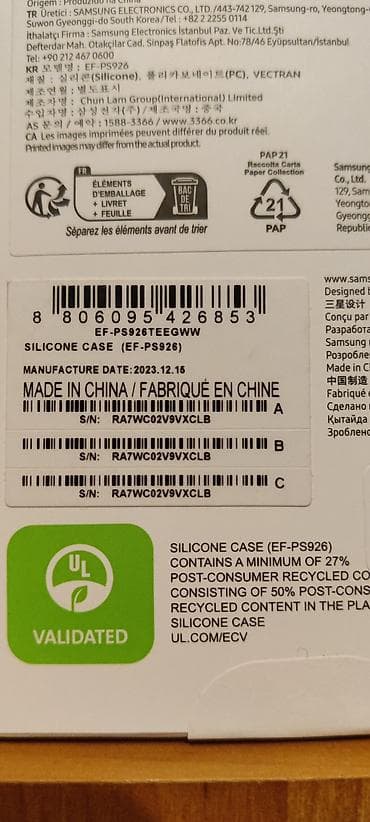 Origem : Produzido na China
TR Üretici : SAMSUNG ELECTRONICS CO., LTD. /443-742 129, Samsung-ro, Yeongtong-
Suwon Gyeonggi-do South Korea/Tel : +82 2 2255 0114
İthalatçı Firma : Samsung Electronics İstanbul Paz. Ve Tic.Ltd.Şti
Defterdar Mah. Otakçılar Cad. Sinpaş Flatofis Apt. No:78/46 Eyüpsultan/İstanbul
Tel: +90 212 467 0600
KR 모델명 : EF-PS926
재질 : 실리콘(Silicone), 폴리카보네이트(PC), VECTRAN
제조연월 : 별도표시
제조자명 : Chun Lam Group(International) Limited
수입자명 : 삼성전자(주)/제조국명 : 중국
AS 문의 / 예약 : 1588-3366 / www.3366.co.kr
CA Les images imprimées peuvent différer du produit réel.
Printed images may differ from the actual product.
FR
ÉLÉMENTS
D'EMBALLAGE
+ LIVRET
+ FEUILLE
BAC
DE
TRI
Séparez les éléments avant de trier
PAP 21
Raccolta Carta
Paper Collection
21
PAP
Samsung
Co., Ltd.
129, Sam
Yeongto
Gyeongg
Republi
8 806095 426853
EF-PS926TEEGWW
SILICONE CASE (EF-PS926)
MANUFACTURE DATE:2023.12.15
MADE IN CHINA / FABRIQUÉ EN CHINE
A
S/N: RA7WC02V9VXCLB
B
S/N: RA7WC02V9VXCLB
C
S/N: RA7WC02V9VXCLB
www.sams
Designed b
三星设计
Conçu par
Разработа
Samsung
Розробле
Made in C
中国制造
Fabriqué
Сделано
Қытайда
Зроблено
UL
VALIDATED
SILICONE CASE (EF-PS926)
CONTAINS A MINIMUM OF 27%
POST-CONSUMER RECYCLED CO
CONSISTING OF 50% POST-CONS
RECYCLED CONTENT IN THE PLA
SILICONE CASE
UL.COM/ECV